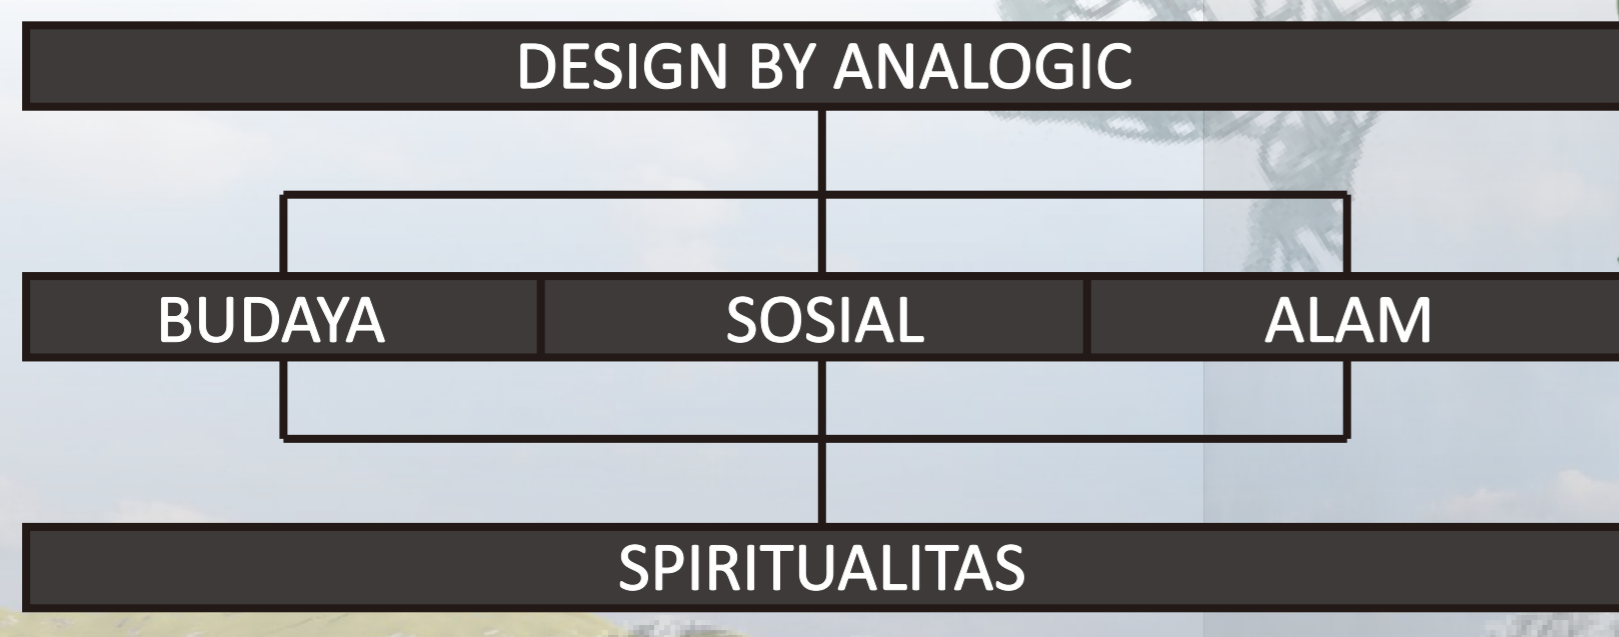 DESIGN BY ANALOGIC
BUDAYA
SOSIAL
ALAM
SPIRITUALITAS